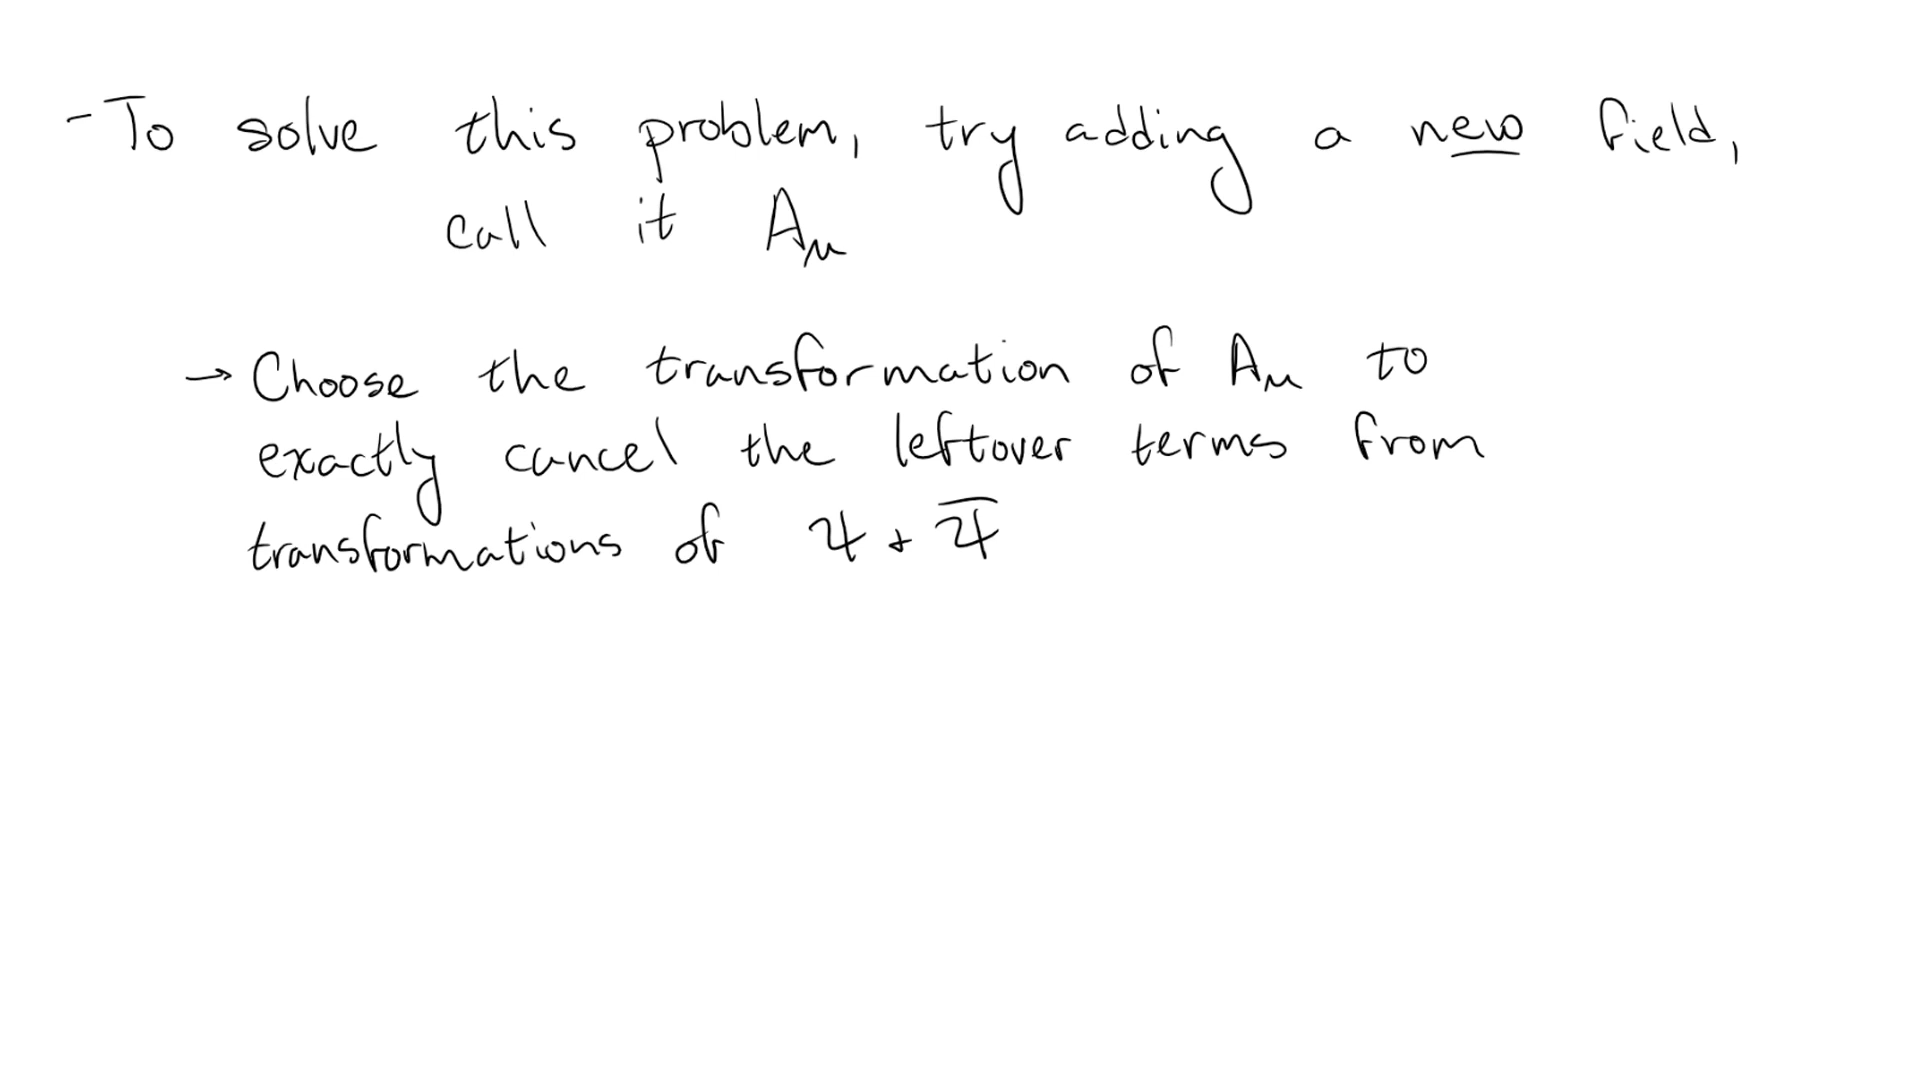 - To solve this problem, try adding a new field,
call it Aμ
→ Choose the transformation of Aμ to
exactly cancel the leftover terms from
transformations of ψ + ψ̅